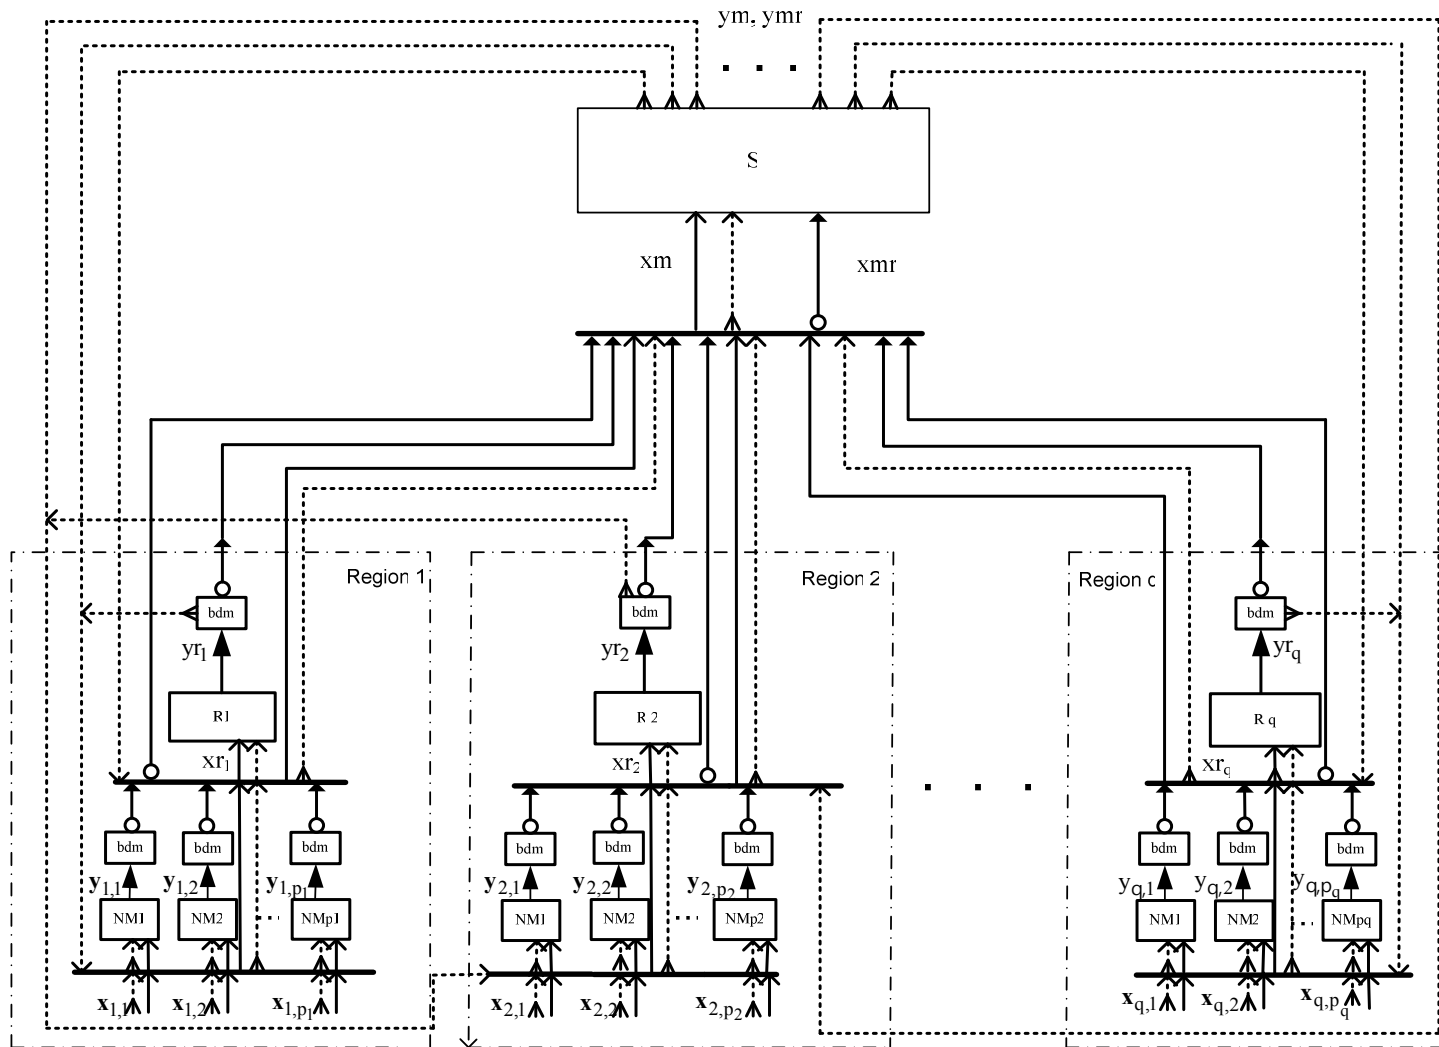 ym, ymr
. . .
S
xm
xmr
Region 1
Region 2
Region q
bdm
bdm
bdm
yr1
yr2
yrq
R1
R 2
R q
xr1
xr2
xrq
. . .
bdm bdm bdm
bdm bdm bdm
bdm bdm bdm
y1,1 y1,2 y1,p1
y2,1 y2,2 y2,p2
yq,1 yq,2 yq,pq
NM1 NM2 ... NMp1
NM1 NM2 ... NMp2
NM1 NM2 ... NMpq
x1,1 x1,2 x1,p1
x2,1 x2,2 x2,p2
xq,1 xq,2 xq,pq